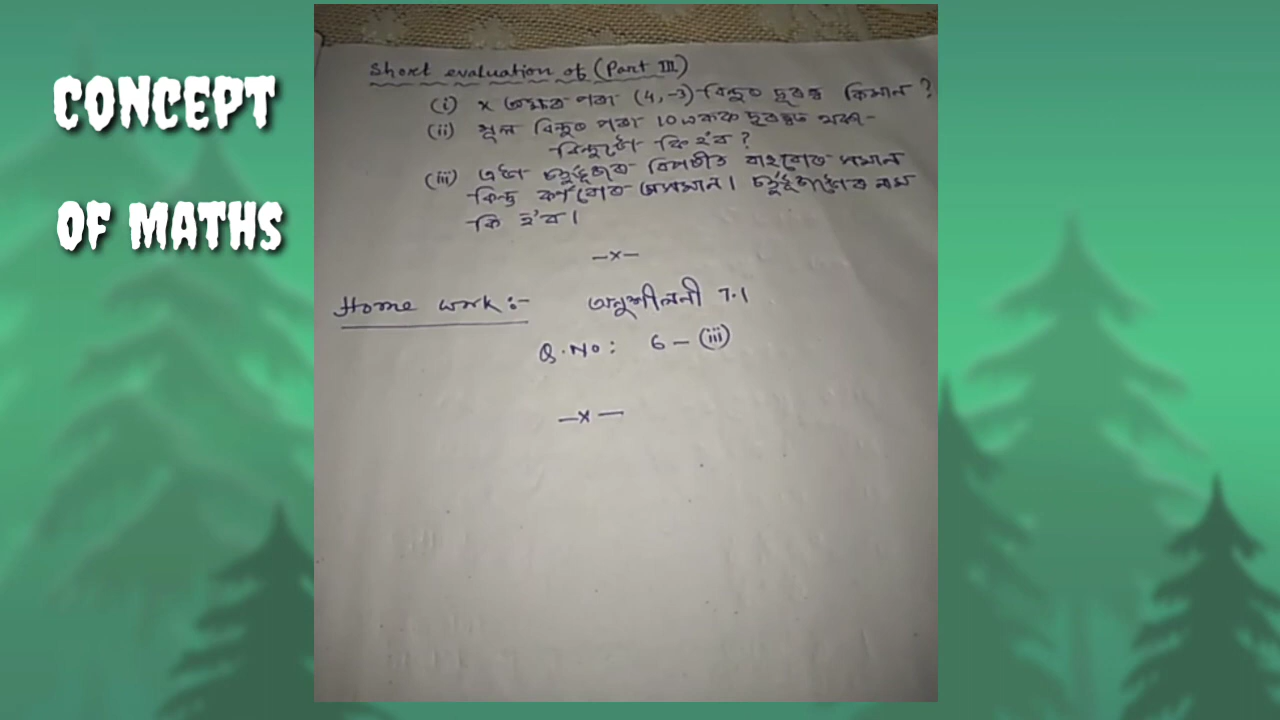 CONCEPT
OF MATHS
Short evaluation of (Part III)
(i) x অক্ষৰ পৰা (4,-3) বিন্দুৰ দূৰত্ব কিমান ?
(ii) মূল বিন্দুৰ পৰা 10 একক দূৰত্বত থকা
বিন্দুটো কি হ'ব ?
(iii) এটা চতুৰ্ভূজৰ বিপৰীত বাহুবোৰ সমান
কিন্তু কৰ্ণবোৰ অসমান। চতুৰ্ভূজটোৰ নাম
কি হ'ব।
—x—
Home work :- অনুশীলনী 7.1
Q.No: 6 — (iii)
—x—